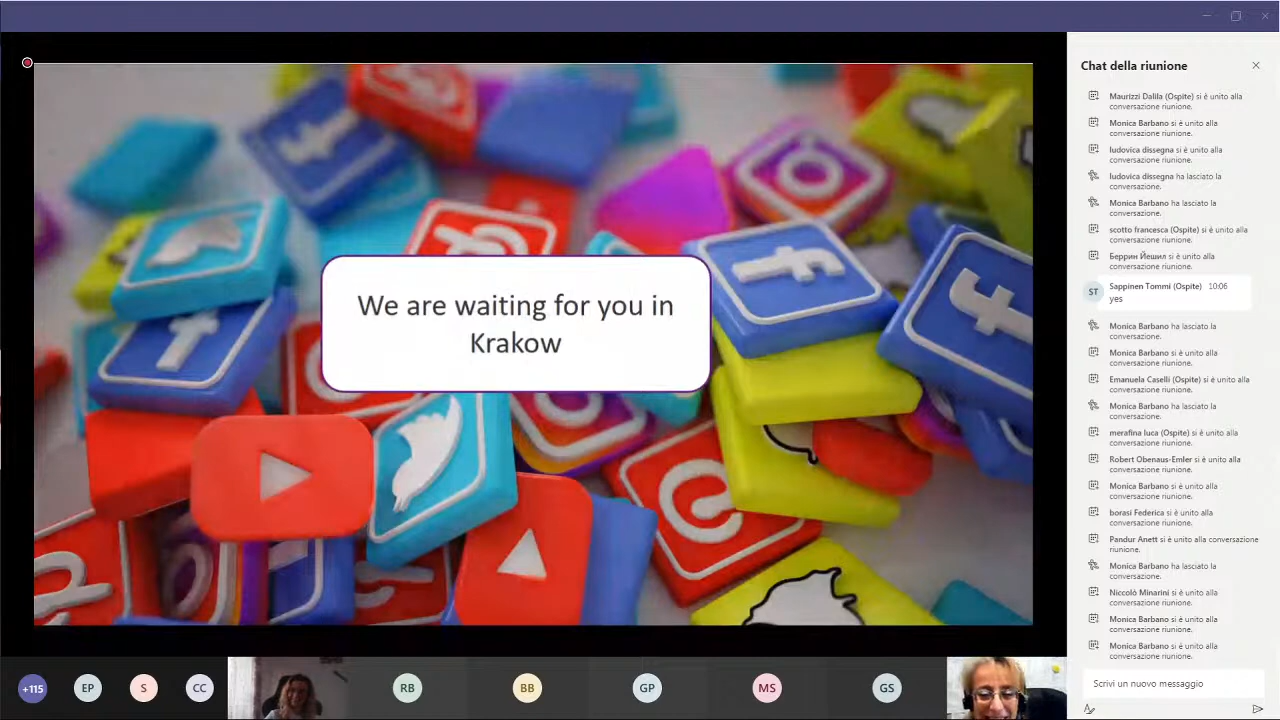 Chat della riunione
Maurizzi Dalila (Ospite) si è unito alla
conversazione riunione.
Monica Barbano si è unito alla
conversazione riunione.
ludovica dissegna si è unito alla
conversazione riunione.
ludovica dissegna ha lasciato la
conversazione.
Monica Barbano ha lasciato la
conversazione.
scotto francesca (Ospite) si è unito alla
conversazione riunione.
Беррин Йешил si è unito alla
conversazione riunione.
ST
Sappinen Tommi (Ospite) 10:06
yes
Monica Barbano ha lasciato la
conversazione.
Monica Barbano si è unito alla
conversazione riunione.
Emanuela Caselli (Ospite) si è unito alla
conversazione riunione.
Monica Barbano ha lasciato la
conversazione.
merafina luca (Ospite) si è unito alla
conversazione riunione.
Robert Obenaus-Emler si è unito alla
conversazione riunione.
Monica Barbano si è unito alla
conversazione riunione.
borasi Federica si è unito alla
conversazione riunione.
Pandur Anett si è unito alla conversazione
riunione.
Monica Barbano ha lasciato la
conversazione.
Niccolò Minarini si è unito alla
conversazione riunione.
Monica Barbano si è unito alla
conversazione riunione.
Monica Barbano si è unito alla
conversazione riunione.
Scrivi un nuovo messaggio
We are waiting for you in
Krakow
+115
EP
S
CC
RB
BB
GP
MS
GS